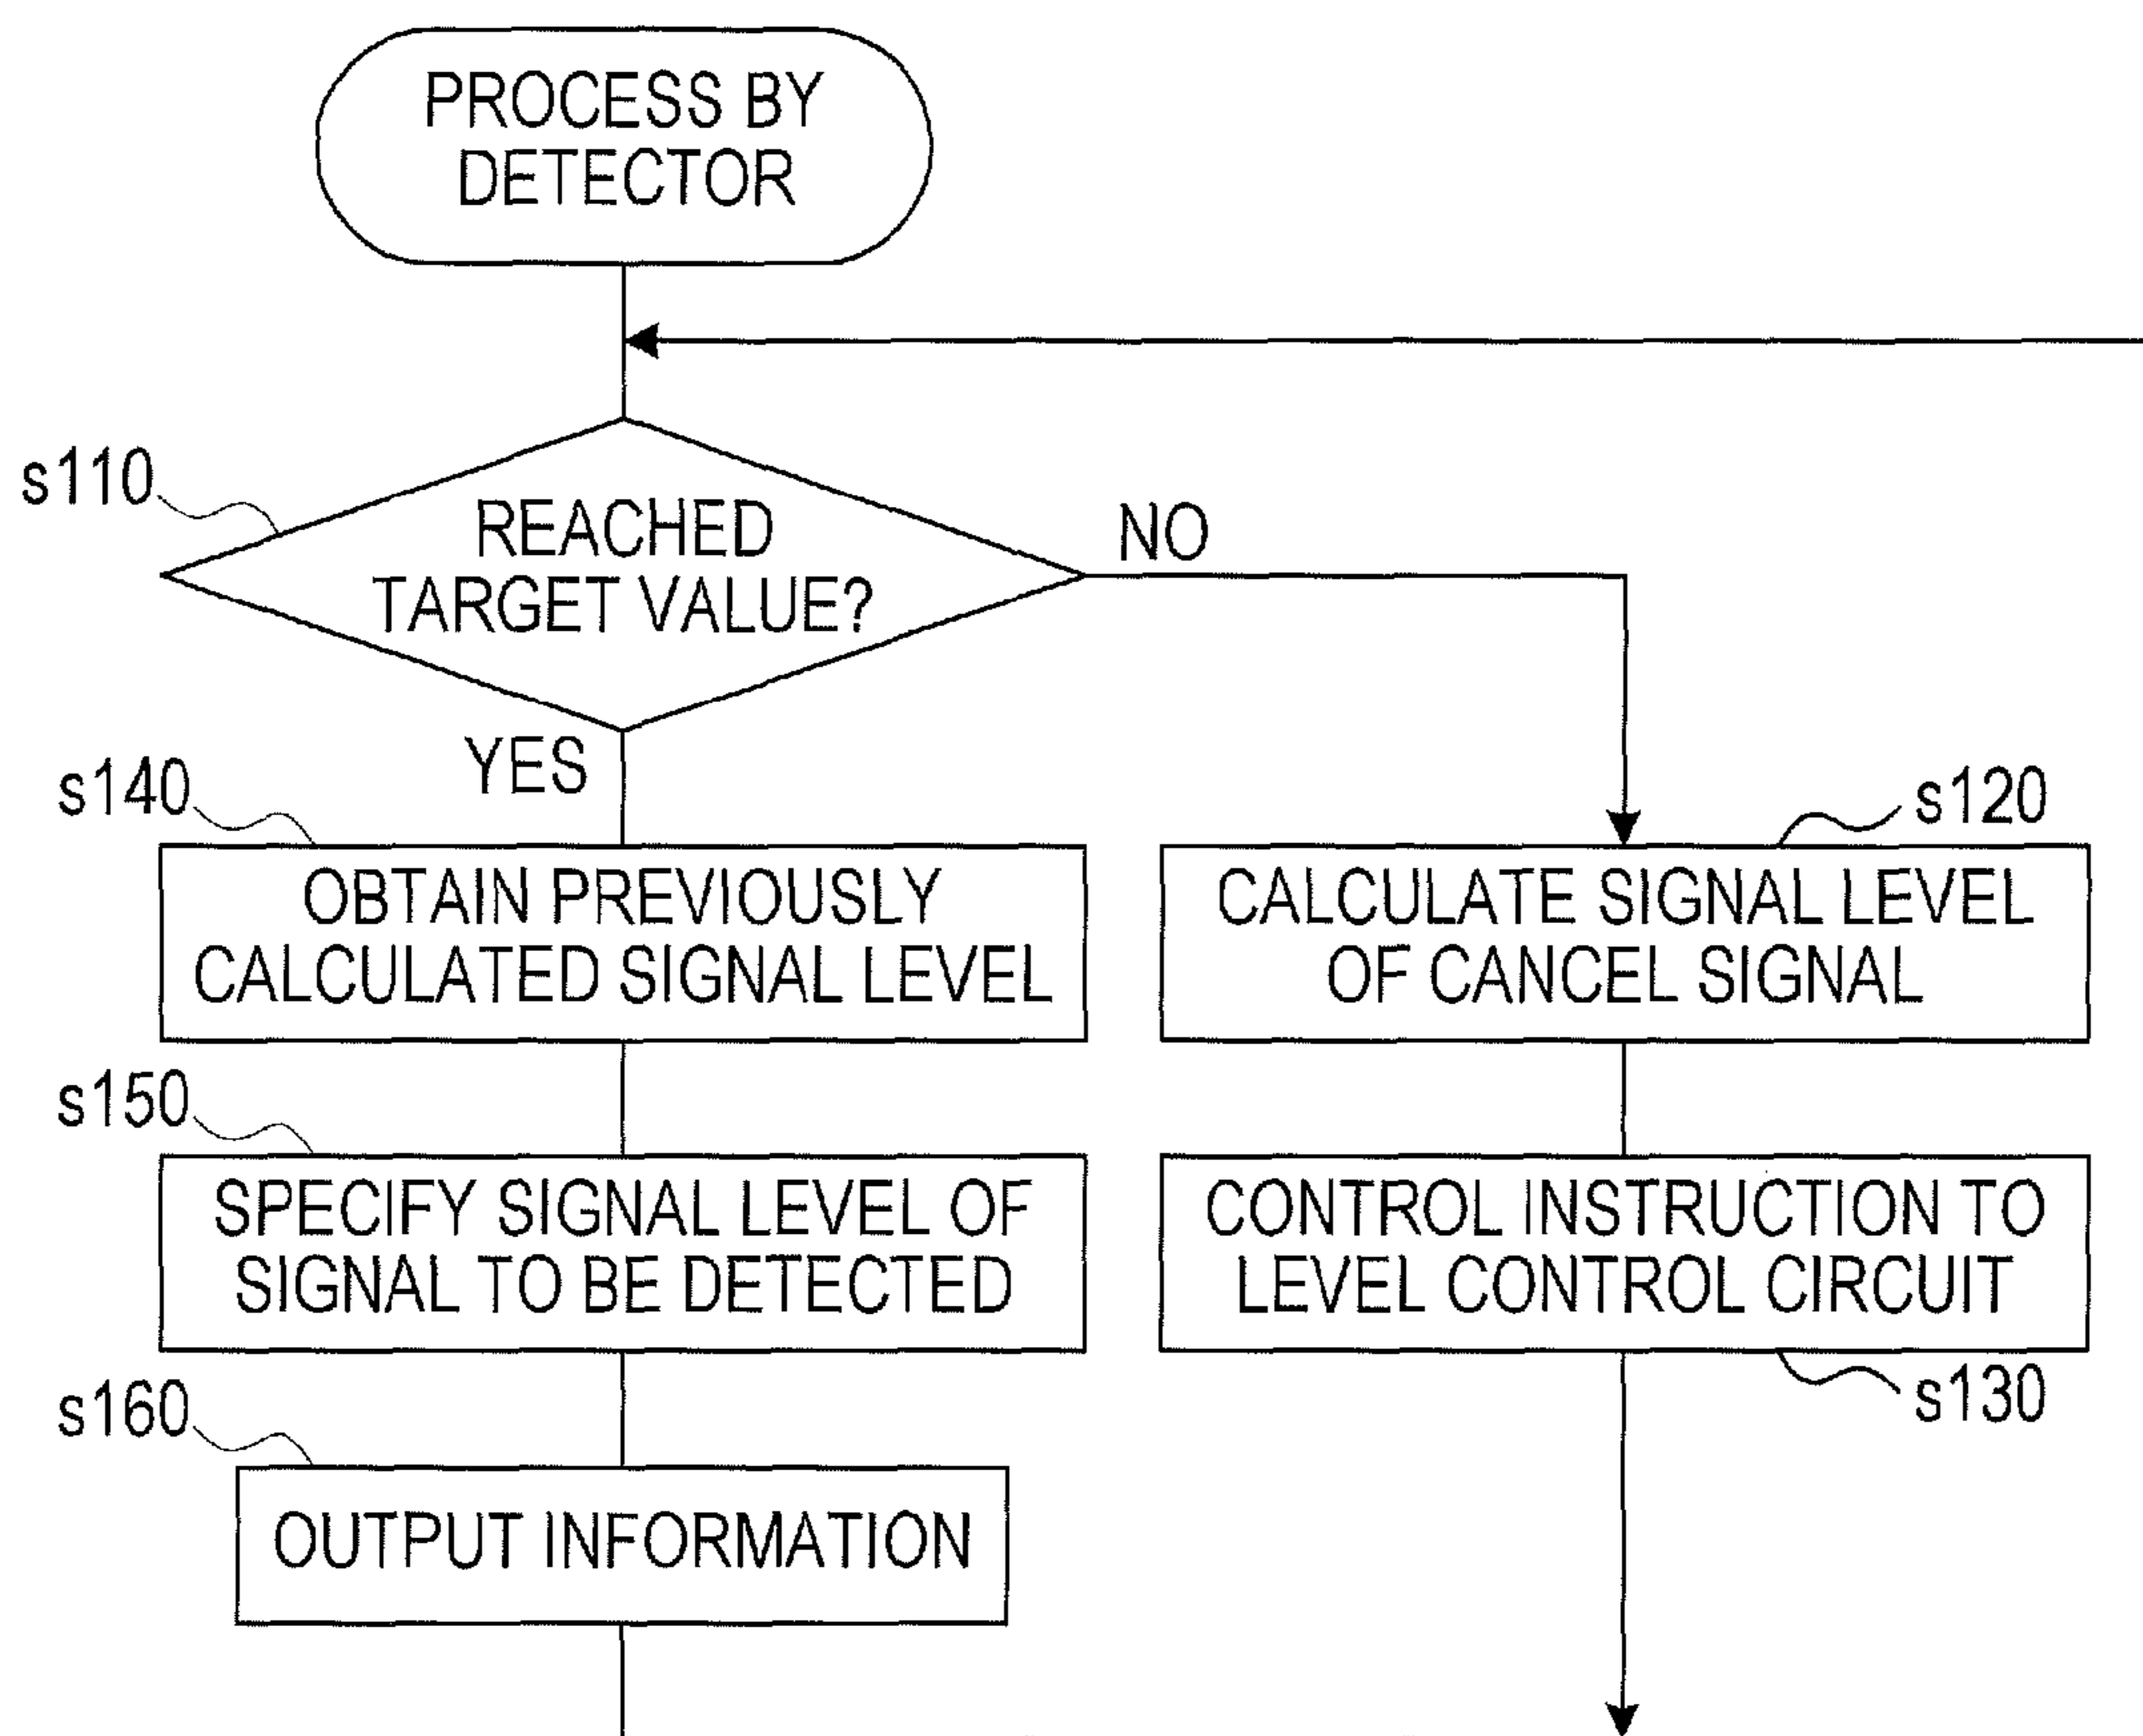 PROCESS BY
DETECTOR
s110
REACHED
TARGET VALUE?
NO
YES
s140
OBTAIN PREVIOUSLY
CALCULATED SIGNAL LEVEL
s120
CALCULATE SIGNAL LEVEL
OF CANCEL SIGNAL
s150
SPECIFY SIGNAL LEVEL OF
SIGNAL TO BE DETECTED
CONTROL INSTRUCTION TO
LEVEL CONTROL CIRCUIT
s130
s160
OUTPUT INFORMATION